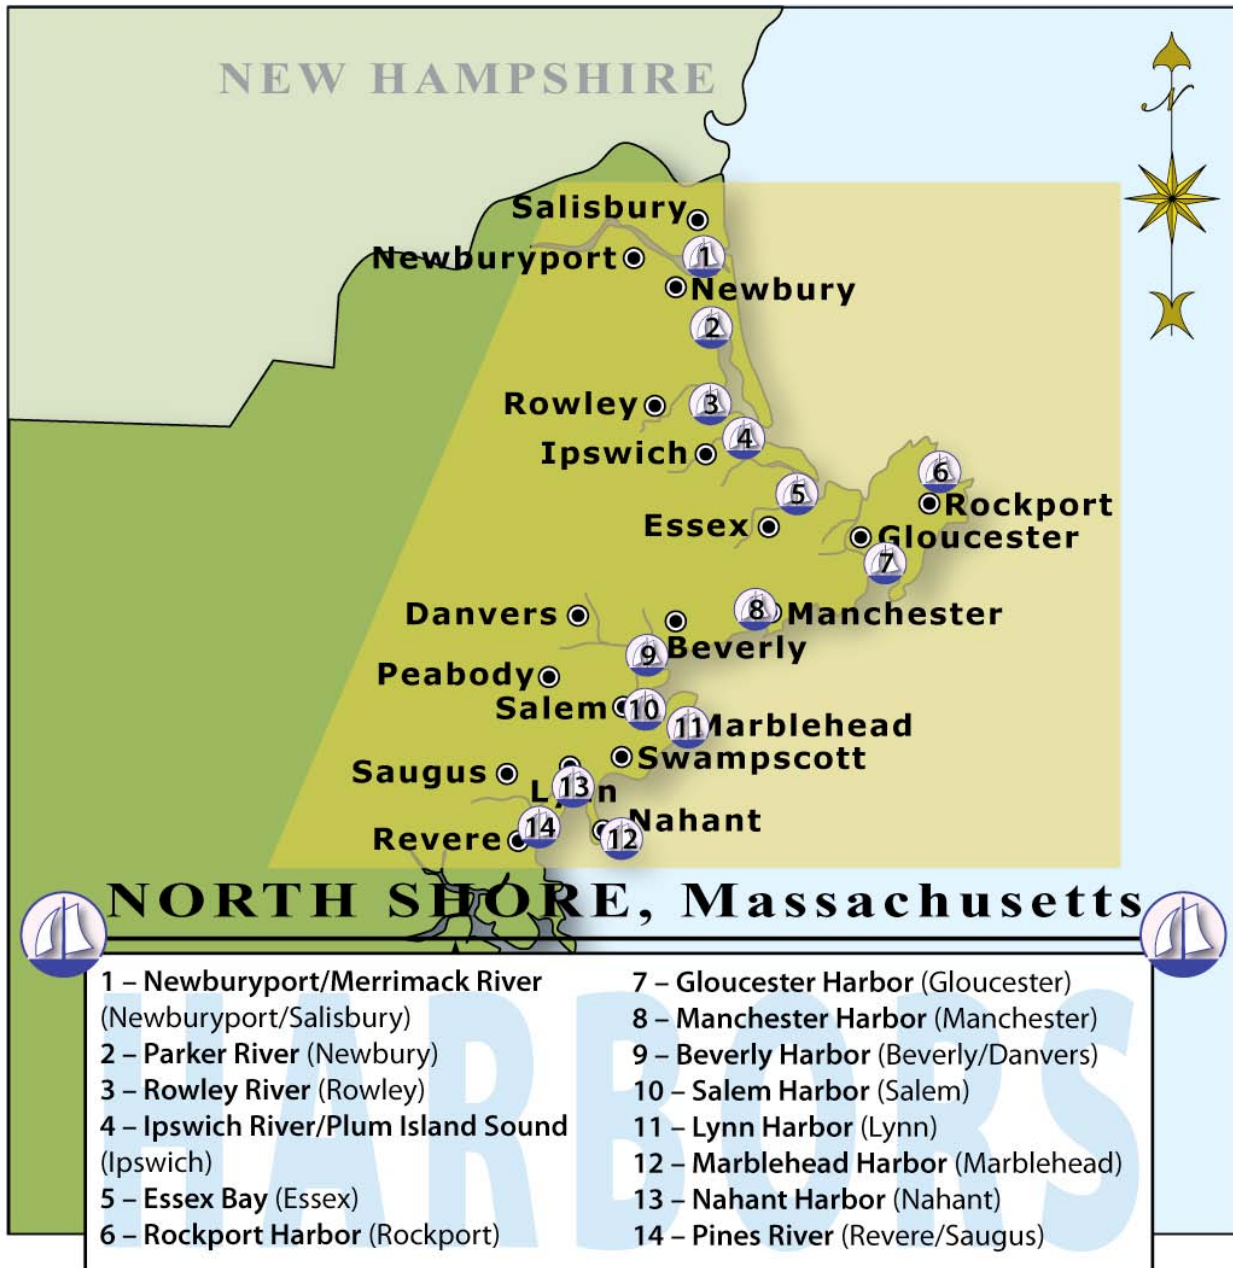 NEW HAMPSHIRE
N
Salisbury
Newburyport
1
Newbury
2
Rowley
3
4
Ipswich
5
6
Rockport
Essex
Gloucester
7
Danvers
8
Manchester
9
Beverly
Peabody
Salem
10
11
Marblehead
Swampscott
Saugus
13
Lynn
14
12
Nahant
Revere
NORTH SHORE, Massachusetts
HARBORS
1 – Newburyport/Merrimack River
(Newburyport/Salisbury)
2 – Parker River (Newbury)
3 – Rowley River (Rowley)
4 – Ipswich River/Plum Island Sound
(Ipswich)
5 – Essex Bay (Essex)
6 – Rockport Harbor (Rockport)
7 – Gloucester Harbor (Gloucester)
8 – Manchester Harbor (Manchester)
9 – Beverly Harbor (Beverly/Danvers)
10 – Salem Harbor (Salem)
11 – Lynn Harbor (Lynn)
12 – Marblehead Harbor (Marblehead)
13 – Nahant Harbor (Nahant)
14 – Pines River (Revere/Saugus)